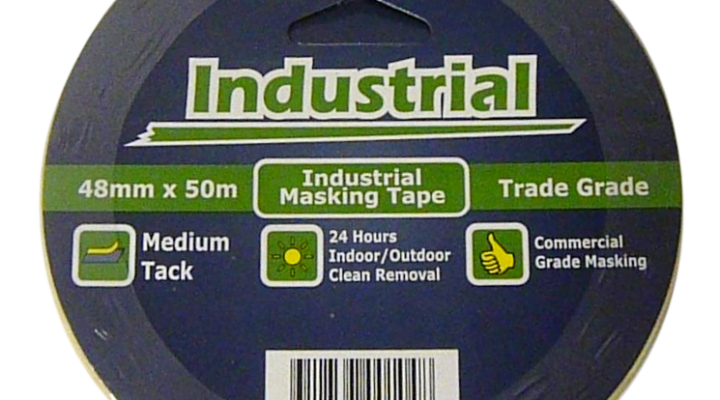 Industrial
48mm x 50m
Industrial
Masking Tape
Trade Grade
Medium
Tack
24 Hours
Indoor/Outdoor
Clean Removal
Commercial
Grade Masking